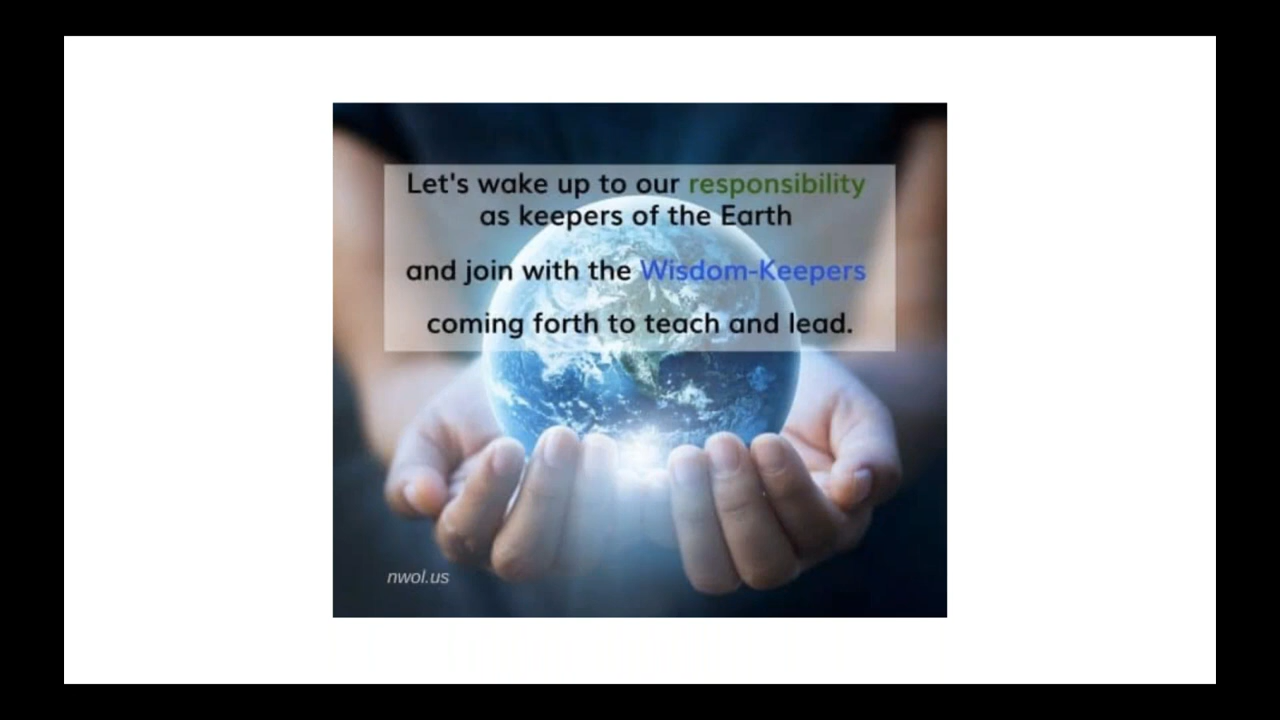 Let's wake up to our responsibility
as keepers of the Earth
and join with the Wisdom-Keepers
coming forth to teach and lead.
nwol.us